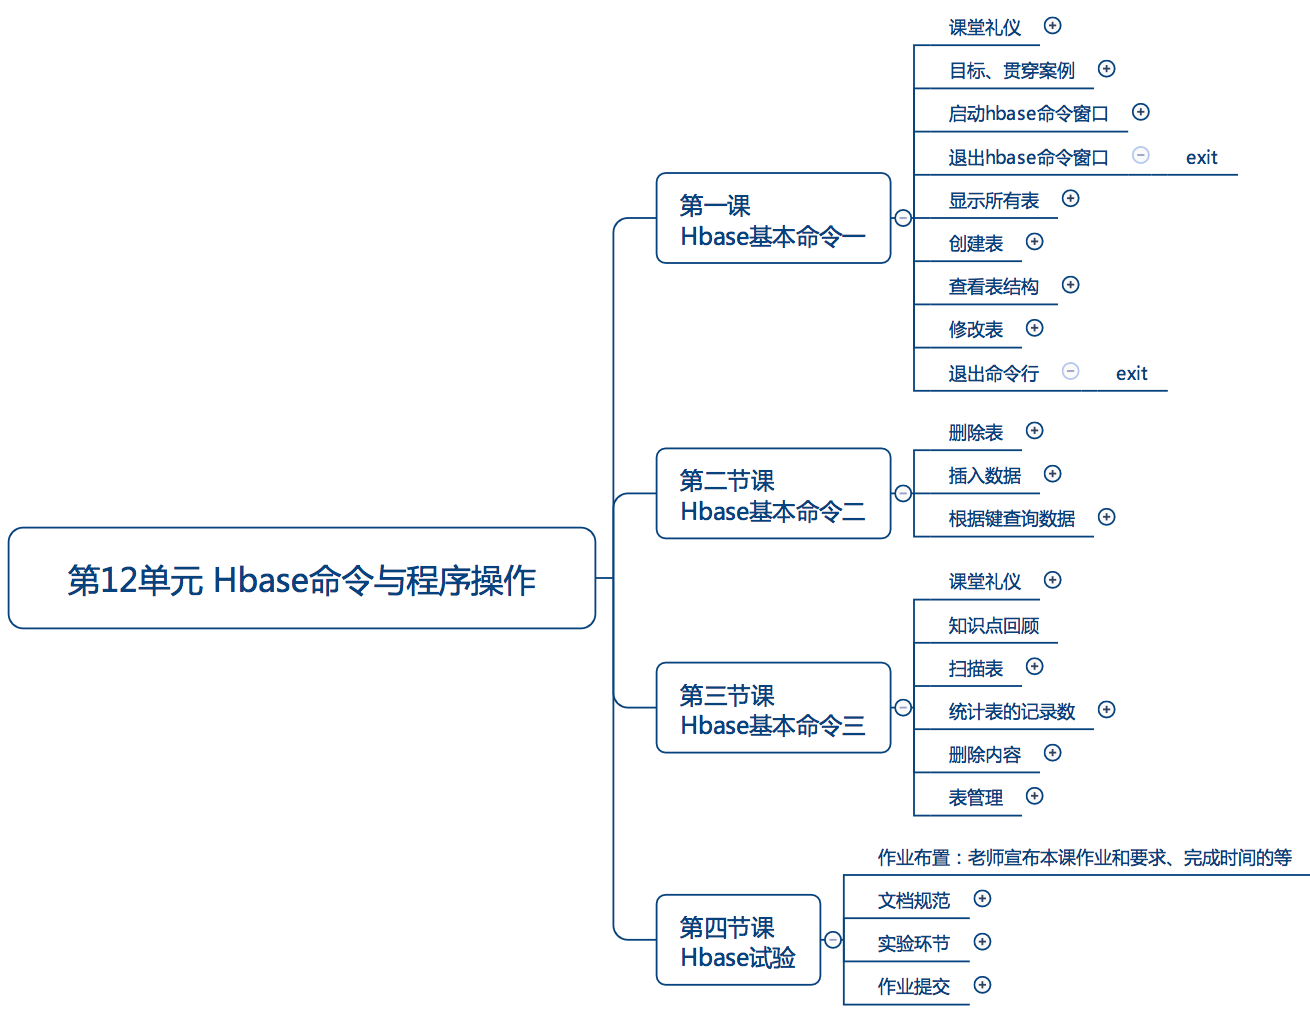 第12单元 Hbase命令与程序操作
第一课
Hbase基本命令一
课堂礼仪
目标、贯穿案例
启动hbase命令窗口
退出hbase命令窗口 exit
显示所有表
创建表
查看表结构
修改表
退出命令行 exit
第二节课
Hbase基本命令二
删除表
插入数据
根据键查询数据
第三节课
Hbase基本命令三
课堂礼仪
知识点回顾
扫描表
统计表的记录数
删除内容
表管理
第四节课
Hbase试验
作业布置：老师宣布本课作业和要求、完成时间的等
文档规范
实验环节
作业提交